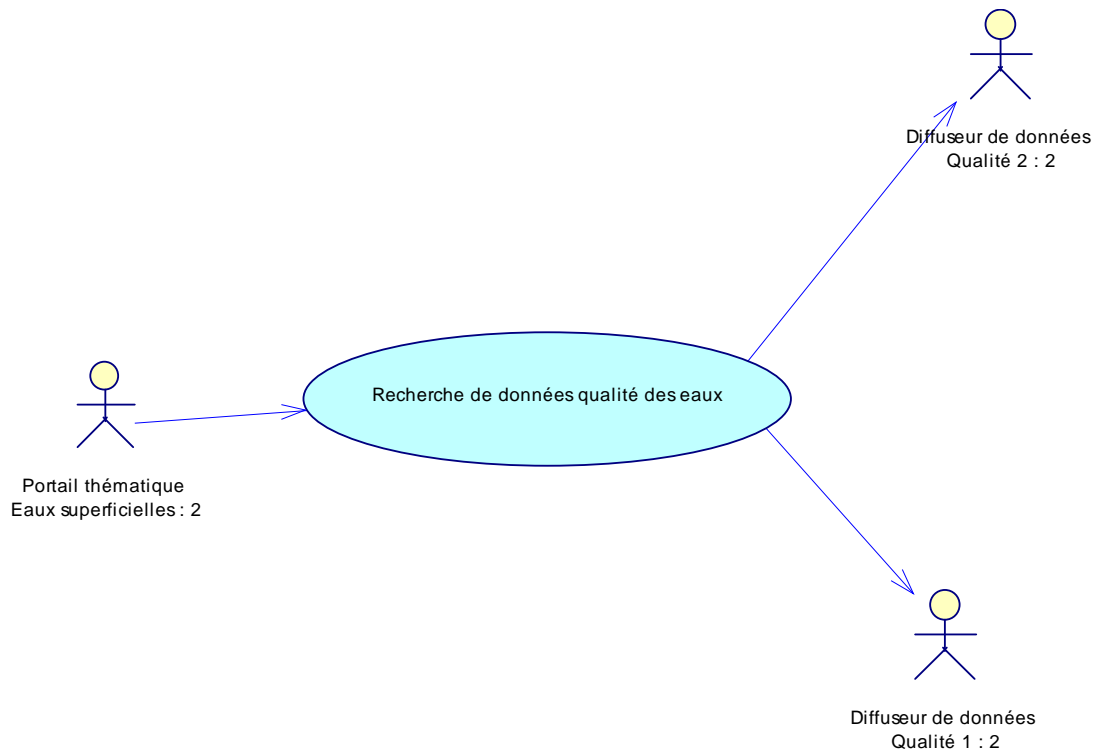 Diffuseur de données
Qualité 2 : 2
Recherche de données qualité des eaux
Portail thématique
Eaux superficielles : 2
Diffuseur de données
Qualité 1 : 2